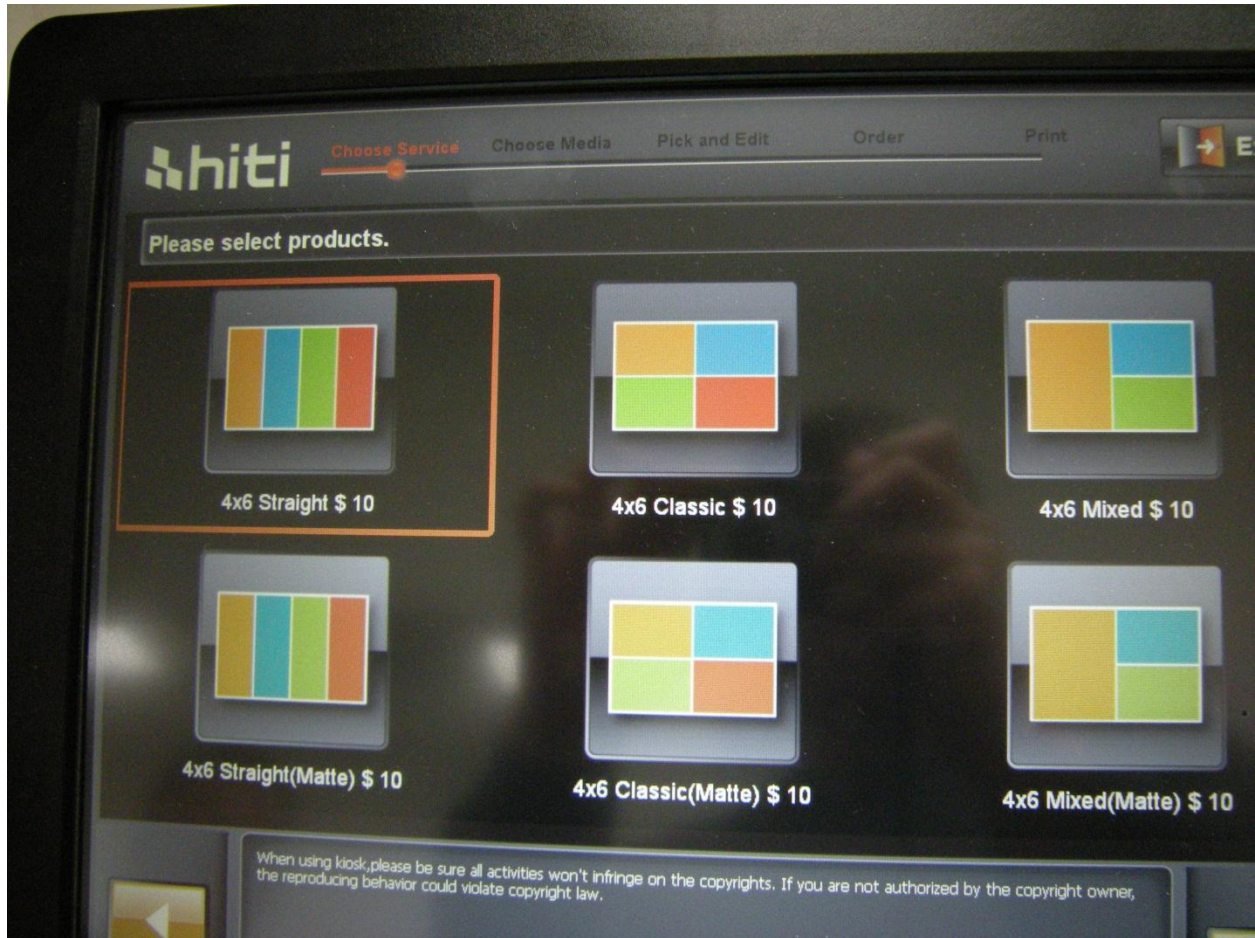 hiti
Choose Service
Choose Media
Pick and Edit
Order
Print
Please select products.
4x6 Straight $ 10
4x6 Classic $ 10
4x6 Mixed $ 10
4x6 Straight(Matte) $ 10
4x6 Classic(Matte) $ 10
4x6 Mixed(Matte) $ 10
When using kiosk,please be sure all activities won't infringe on the copyrights. If you are not authorized by the copyright owner,
the reproducing behavior could violate copyright law.